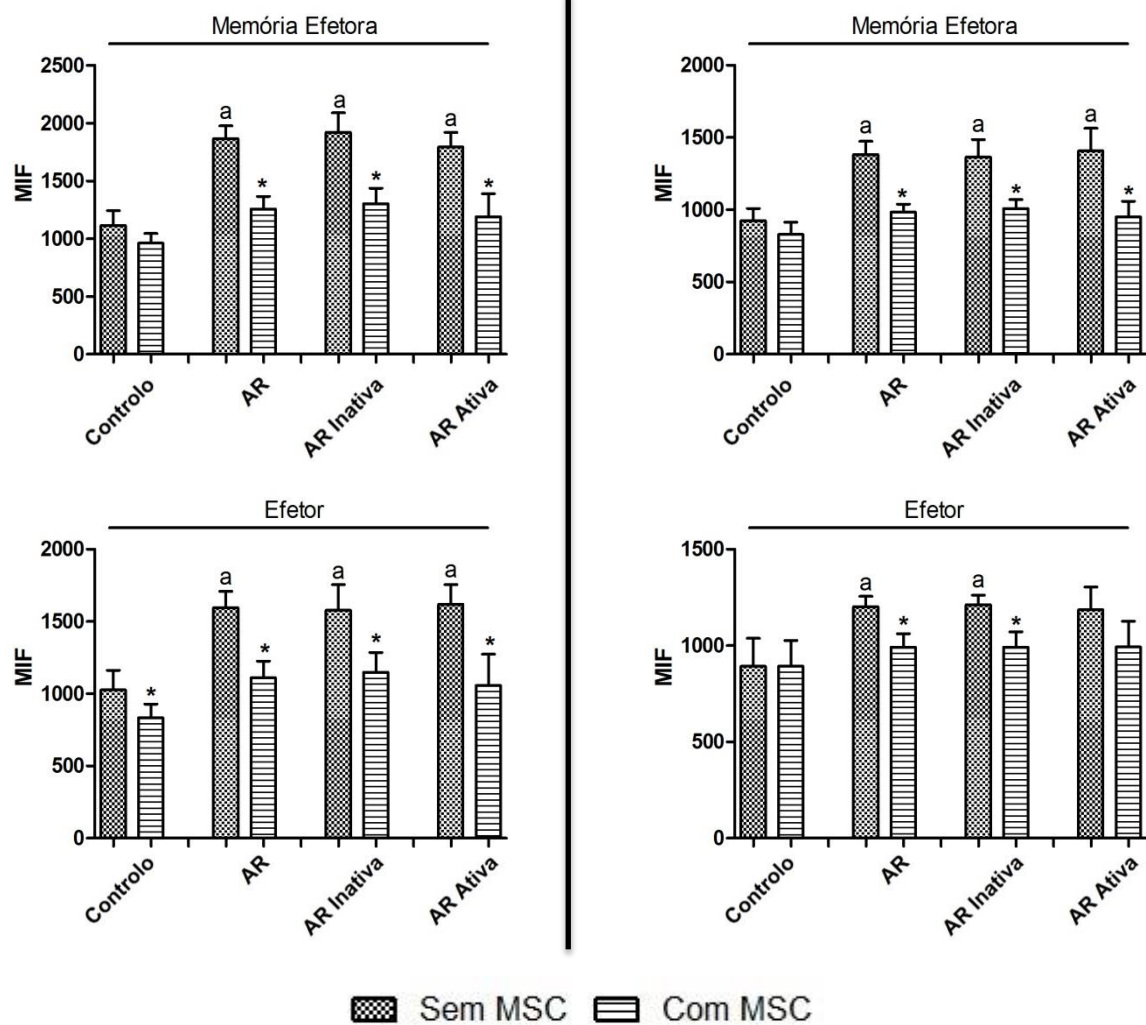 Memória Efetora
2500
2000
1500
1000
500
0
MIF
a a a
* * *
Controlo AR AR Inativa AR Ativa
Memória Efetora
2000
1500
1000
500
0
MIF
a a a
* * *
Controlo AR AR Inativa AR Ativa
Efetor
2000
1500
1000
500
0
MIF
a a a
* * * *
Controlo AR AR Inativa AR Ativa
Efetor
1500
1000
500
0
MIF
a a
* *
Controlo AR AR Inativa AR Ativa
Sem MSC Com MSC